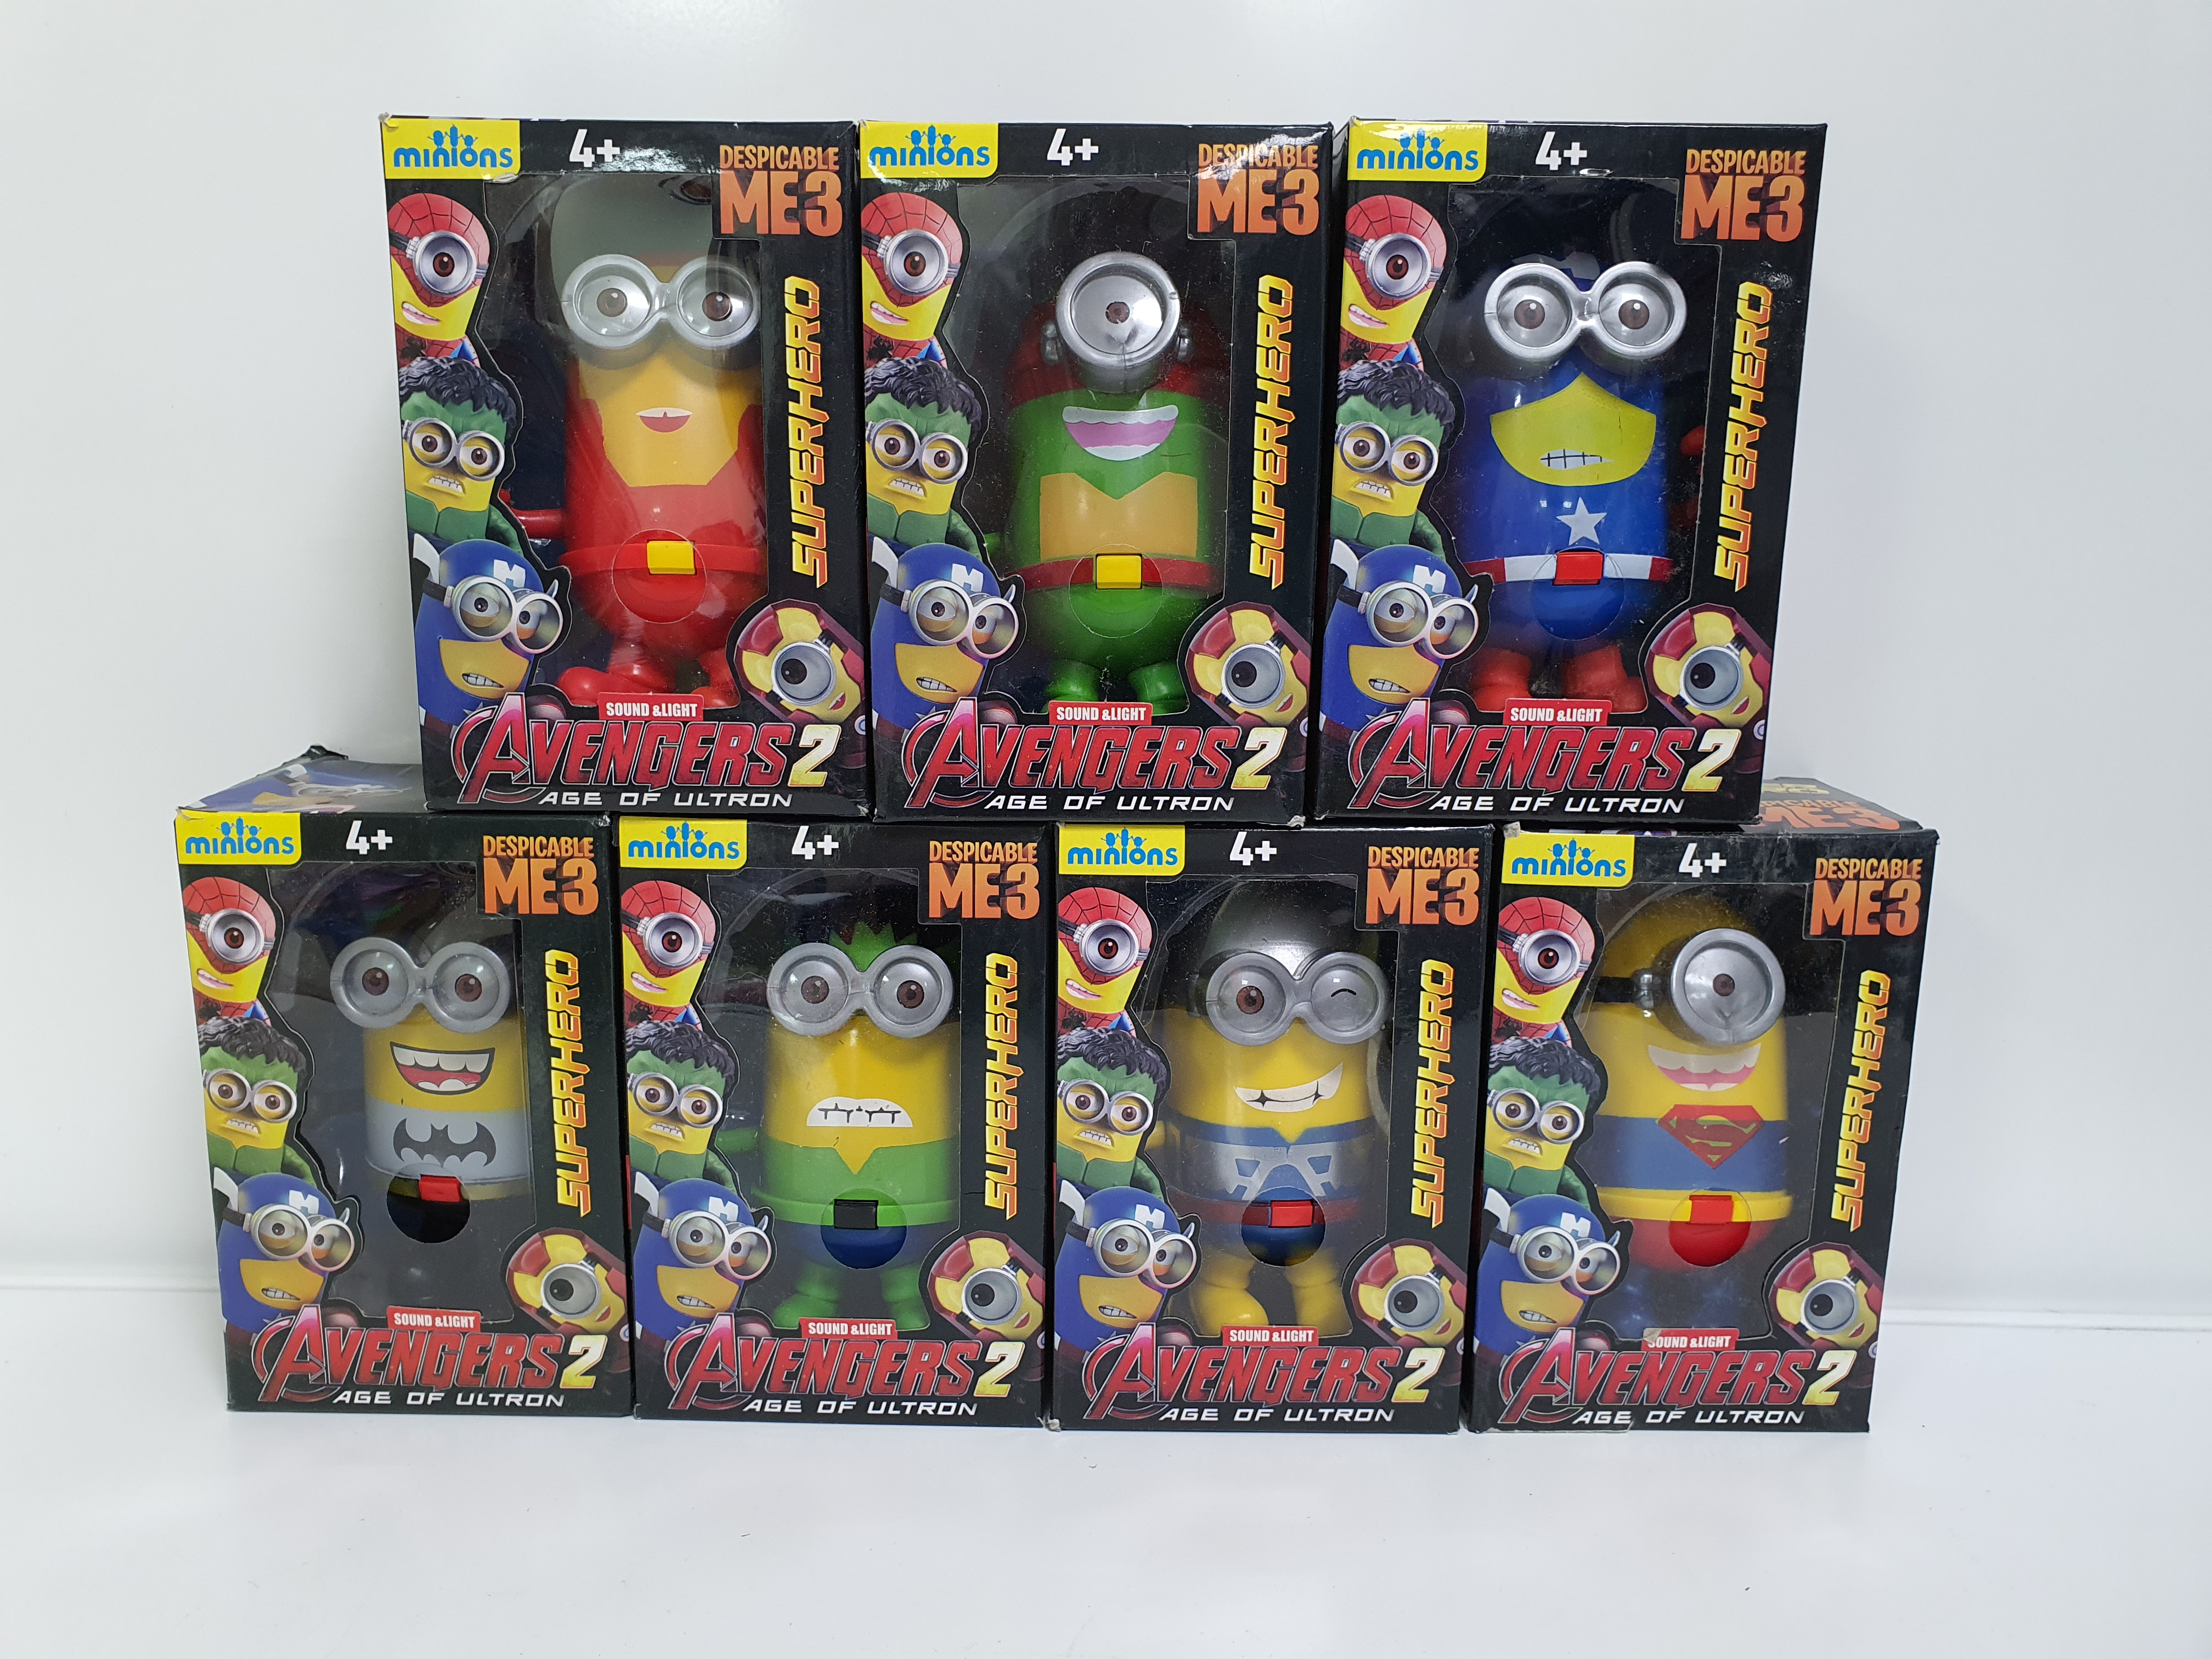 minions
4+
DESPICABLE
ME3
SUPERHERO
M
SOUND &LIGHT
AVENGERS 2
AGE OF ULTRON
minions
4+
DESPICABLE
ME3
SUPERHERO
M
SOUND &LIGHT
AVENGERS 2
AGE OF ULTRON
minions
4+
DESPICABLE
ME3
SUPERHERO
M
SOUND &LIGHT
AVENGERS 2
AGE OF ULTRON
minions
4+
DESPICABLE
ME3
SUPERHERO
M
SOUND &LIGHT
AVENGERS 2
AGE OF ULTRON
minions
4+
DESPICABLE
ME3
SUPERHERO
M
SOUND &LIGHT
AVENGERS 2
AGE OF ULTRON
minions
4+
DESPICABLE
ME3
SUPERHERO
M
SOUND &LIGHT
AVENGERS 2
AGE OF ULTRON
DESPICABLE
ME3
minions
4+
DESPICABLE
ME3
S
SUPERHERO
M
SOUND &LIGHT
AVENGERS 2
AGE OF ULTRON